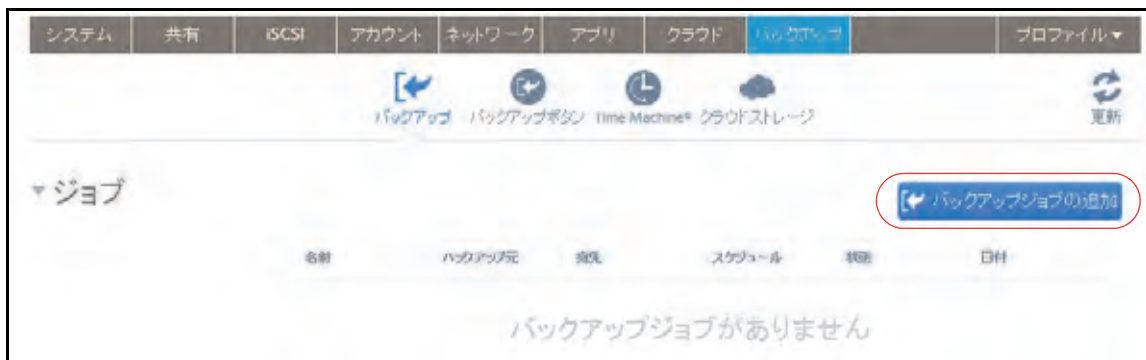 システム 共有 iSCSI アカウント ネットワーク アプリ クラウド バックアップ プロファイル
バックアップ バックアップボタン Time Machine® クラウドストレージ 更新
ジョブ
バックアップジョブの追加
名前 バックアップ元 宛先 スケジュール 状態 日付
バックアップジョブがありません